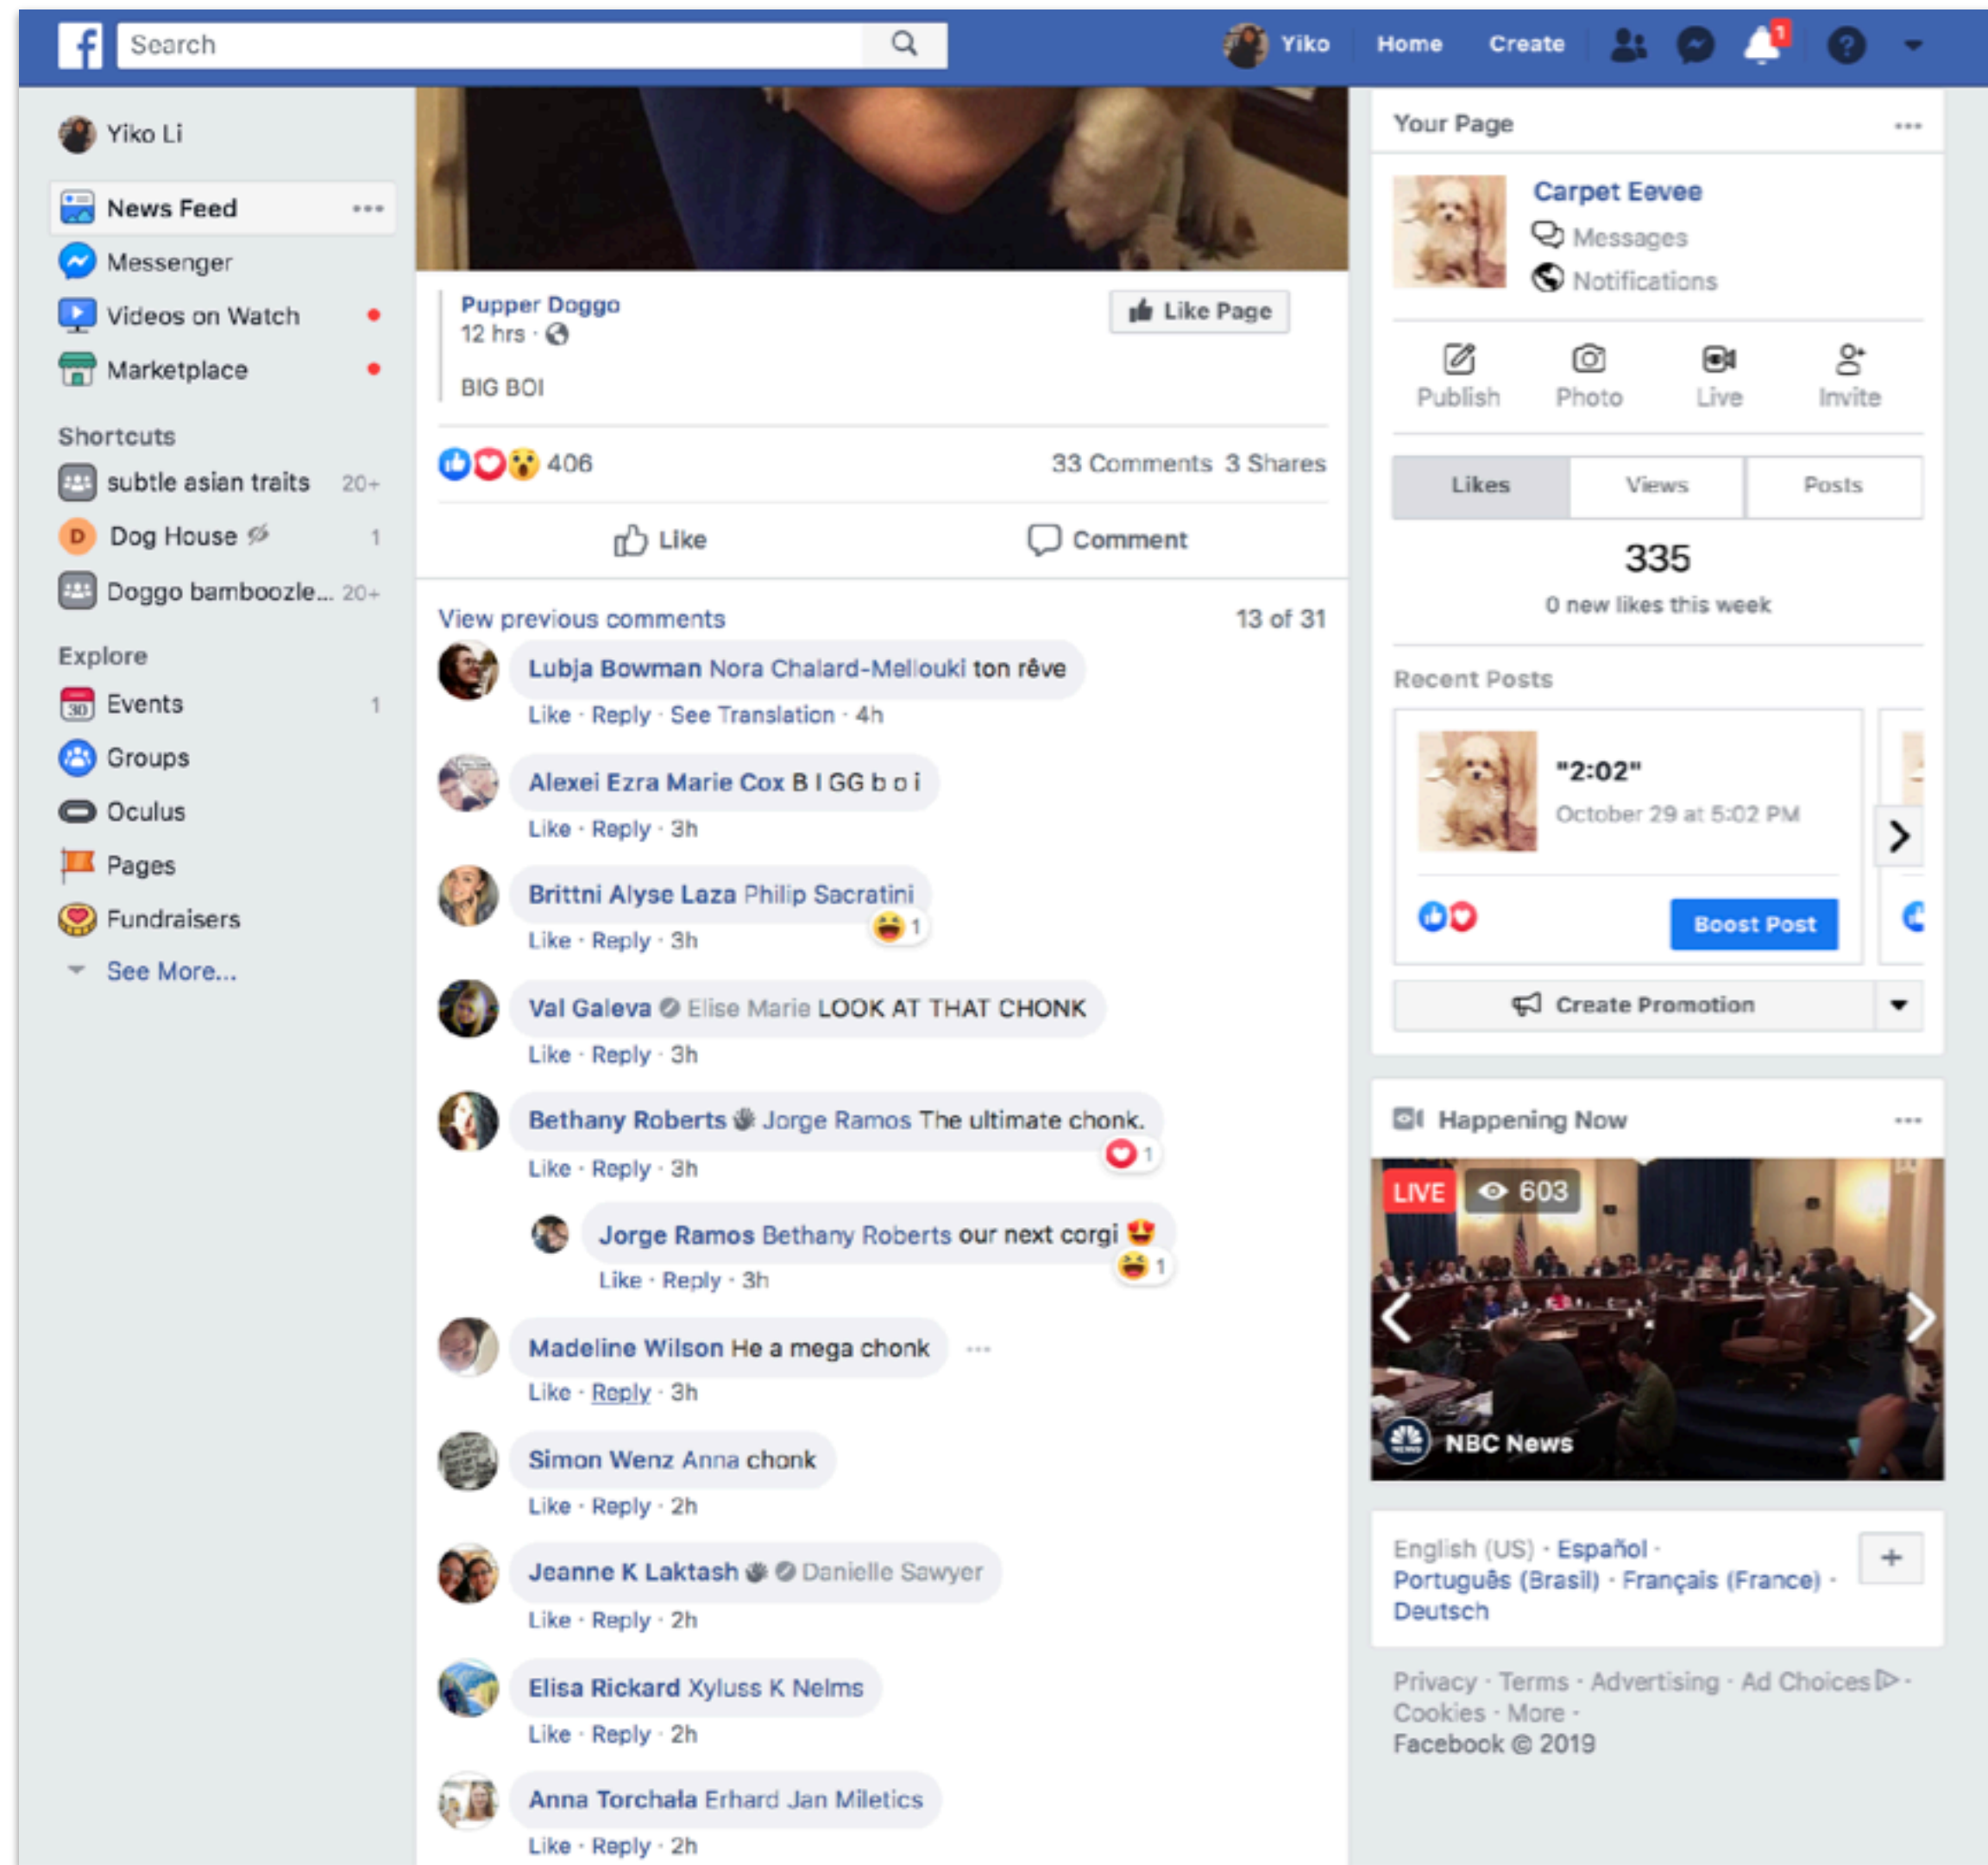 f
Search
Yiko Home Create 1 ?
Yiko Li
News Feed
Messenger
Videos on Watch
Marketplace
Shortcuts
subtle asian traits 20+
D Dog House 1
Doggo bamboozle... 20+
Explore
30 Events 1
Groups
Oculus
Pages
Fundraisers
See More...
Pupper Doggo
12 hrs ·
Like Page
BIG BOI
406
33 Comments 3 Shares
Like Comment
View previous comments 13 of 31
Lubja Bowman Nora Chalard-Mellouki ton rêve
Like · Reply · See Translation · 4h
Alexei Ezra Marie Cox B I GG b o i
Like · Reply · 3h
Brittni Alyse Laza Philip Sacratini
1
Like · Reply · 3h
Val Galeva Elise Marie LOOK AT THAT CHONK
Like · Reply · 3h
Bethany Roberts Jorge Ramos The ultimate chonk.
1
Like · Reply · 3h
Jorge Ramos Bethany Roberts our next corgi 😍
1
Like · Reply · 3h
Madeline Wilson He a mega chonk
Like · Reply · 3h
Simon Wenz Anna chonk
Like · Reply · 2h
Jeanne K Laktash Danielle Sawyer
Like · Reply · 2h
Elisa Rickard Xyluss K Nelms
Like · Reply · 2h
Anna Torchała Erhard Jan Miletics
Like · Reply · 2h
Your Page
Carpet Eevee
Messages
Notifications
Publish Photo Live Invite
Likes Views Posts
335
0 new likes this week
Recent Posts
"2:02"
October 29 at 5:02 PM
Boost Post
Create Promotion
Happening Now
LIVE 603
NBC News
English (US) · Español ·
Português (Brasil) · Français (France) ·
Deutsch
+
Privacy · Terms · Advertising · Ad Choices ·
Cookies · More ·
Facebook © 2019